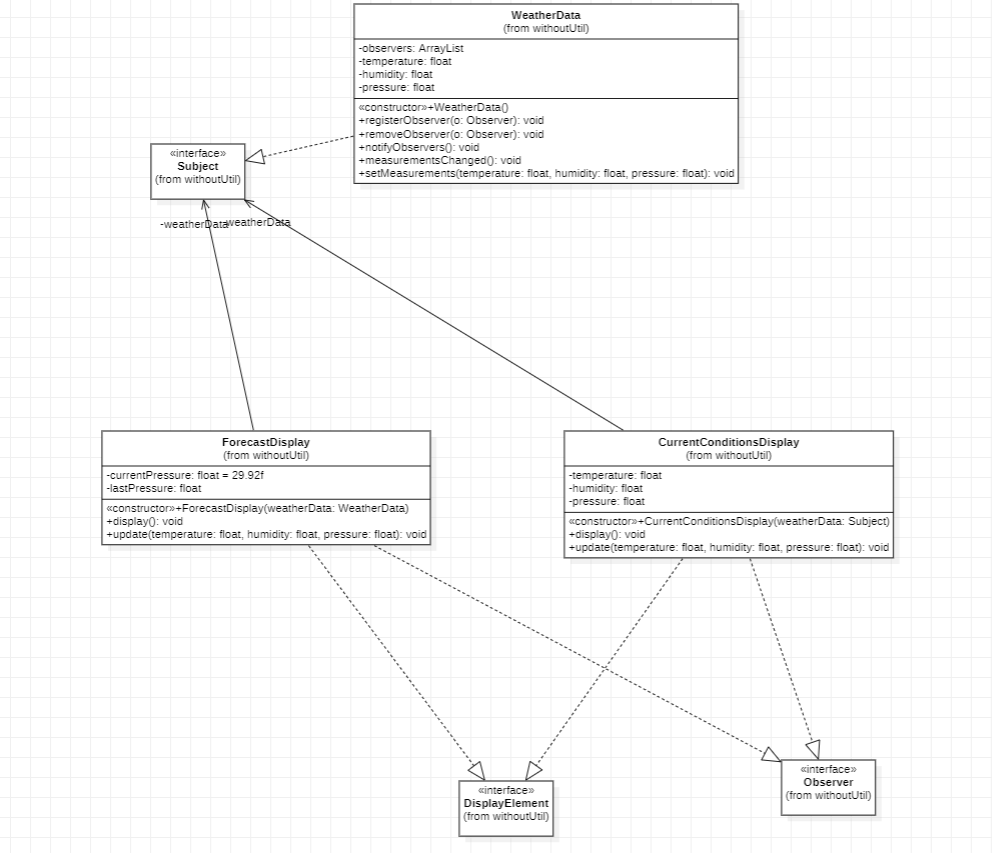 WeatherData
(from withoutUtil)
-observers: ArrayList
-temperature: float
-humidity: float
-pressure: float
«constructor»+WeatherData()
+registerObserver(o: Observer): void
+removeObserver(o: Observer): void
+notifyObservers(): void
+measurementsChanged(): void
+setMeasurements(temperature: float, humidity: float, pressure: float): void
«interface»
Subject
(from withoutUtil)
-weatherData
-weatherData
ForecastDisplay
(from withoutUtil)
-currentPressure: float = 29.92f
-lastPressure: float
«constructor»+ForecastDisplay(weatherData: WeatherData)
+display(): void
+update(temperature: float, humidity: float, pressure: float): void
CurrentConditionsDisplay
(from withoutUtil)
-temperature: float
-humidity: float
-pressure: float
«constructor»+CurrentConditionsDisplay(weatherData: Subject)
+display(): void
+update(temperature: float, humidity: float, pressure: float): void
«interface»
DisplayElement
(from withoutUtil)
«interface»
Observer
(from withoutUtil)